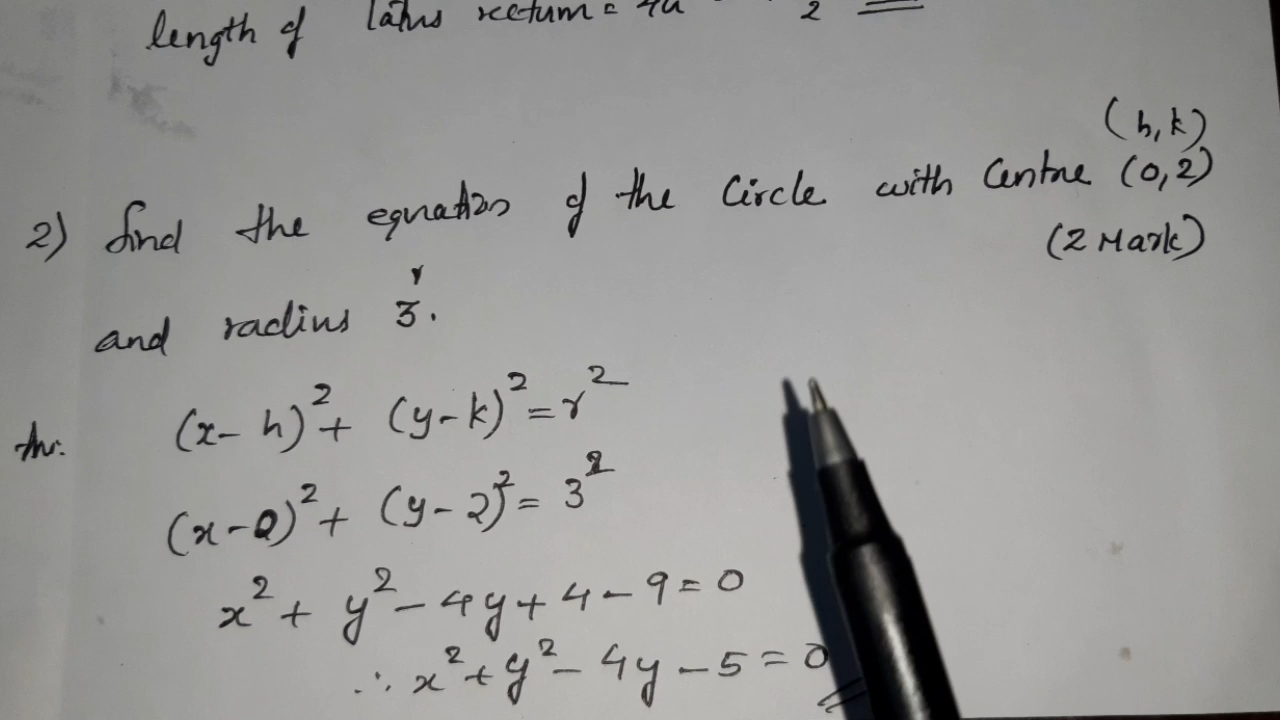 length of latus rectum = 4a 2
(h, k)
2) find the equation of the Circle with Centre (0, 2)
(2 Mark)
r
and radius 3.
Ans: (x - h)² + (y - k)² = r²
(x - 0)² + (y - 2)² = 3²
x² + y² - 4y + 4 - 9 = 0
∴ x² + y² - 4y - 5 = 0